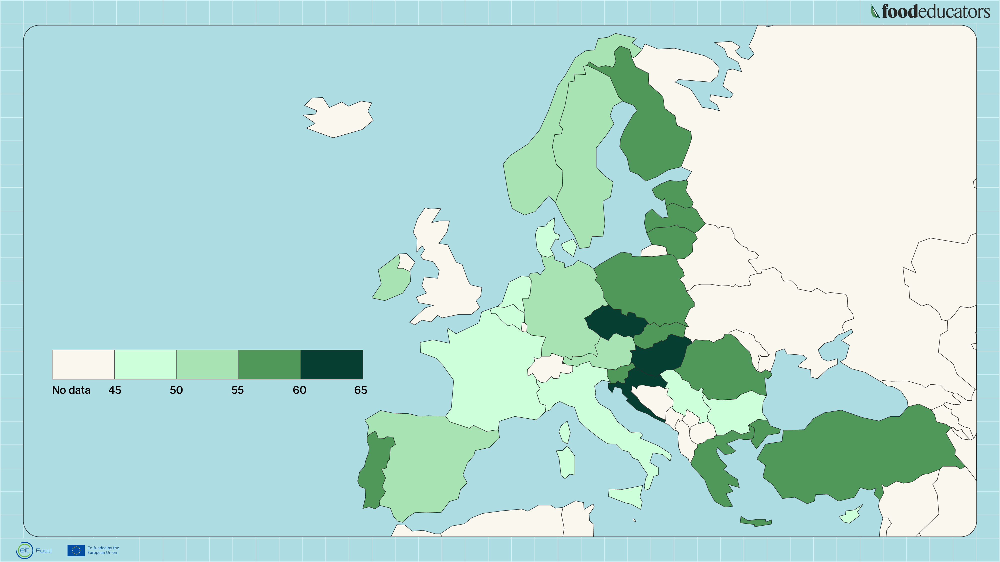 foodeducators
No data 45 50 55 60 65
eit Food
Co-funded by the
European Union